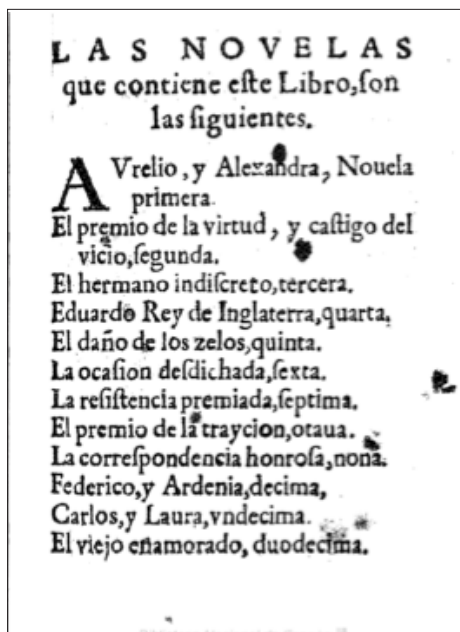 LAS NOVELAS
que contiene eſte Libro,ſon
las ſiguientes.
AVrelio, y Alexandra, Nouela
primera.
El premio de la virtud, y caſtigo del
vicio,ſegunda.
El hermano indiſcreto,tercera.
Eduardo Rey de Inglaterra,quarta.
El daño de los zelos,quinta.
La ocaſion deſdichada,ſexta.
La reſiſtencia premiada,ſeptima.
El premio de la traycion,otaua.
La correſpondencia honroſa,nona.
Federico,y Ardenia,decima,
Carlos,y Laura,vndecima.
El viejo enamorado, duodecima.